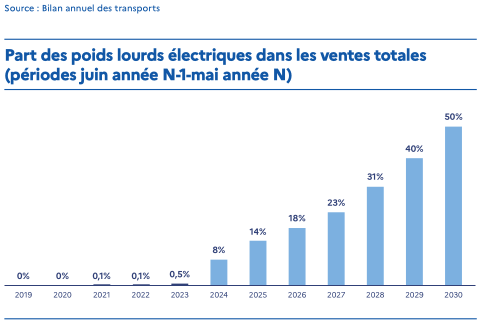 Source : Bilan annuel des transports
Part des poids lourds électriques dans les ventes totales
(périodes juin année N-1-mai année N)
50%
40%
31%
23%
18%
14%
8%
0% 0% 0,1% 0,1% 0,5%
2019 2020 2021 2022 2023 2024 2025 2026 2027 2028 2029 2030